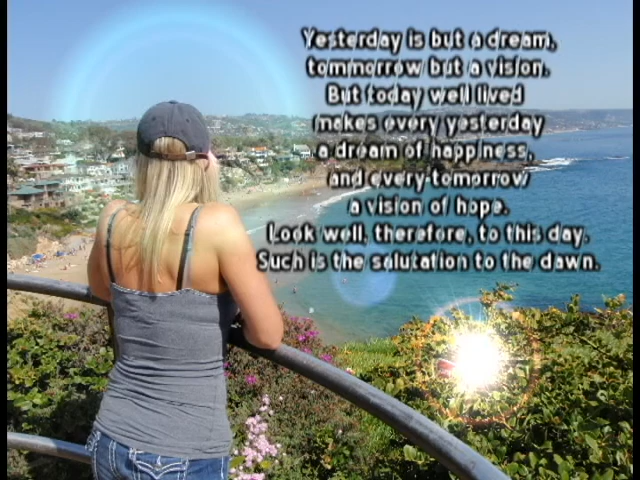 Yesterday is but a dream,
tommorrow but a vision.
But today well lived
makes every yesterday
a dream of happiness,
and every tomorrow
a vision of hope.
Look well, therefore, to this day.
Such is the salutation to the dawn.